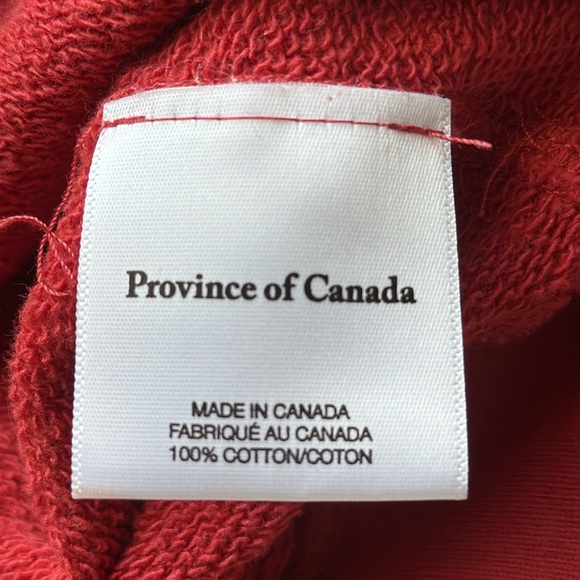 Province of Canada
MADE IN CANADA
FABRIQUÉ AU CANADA
100% COTTON/COTON